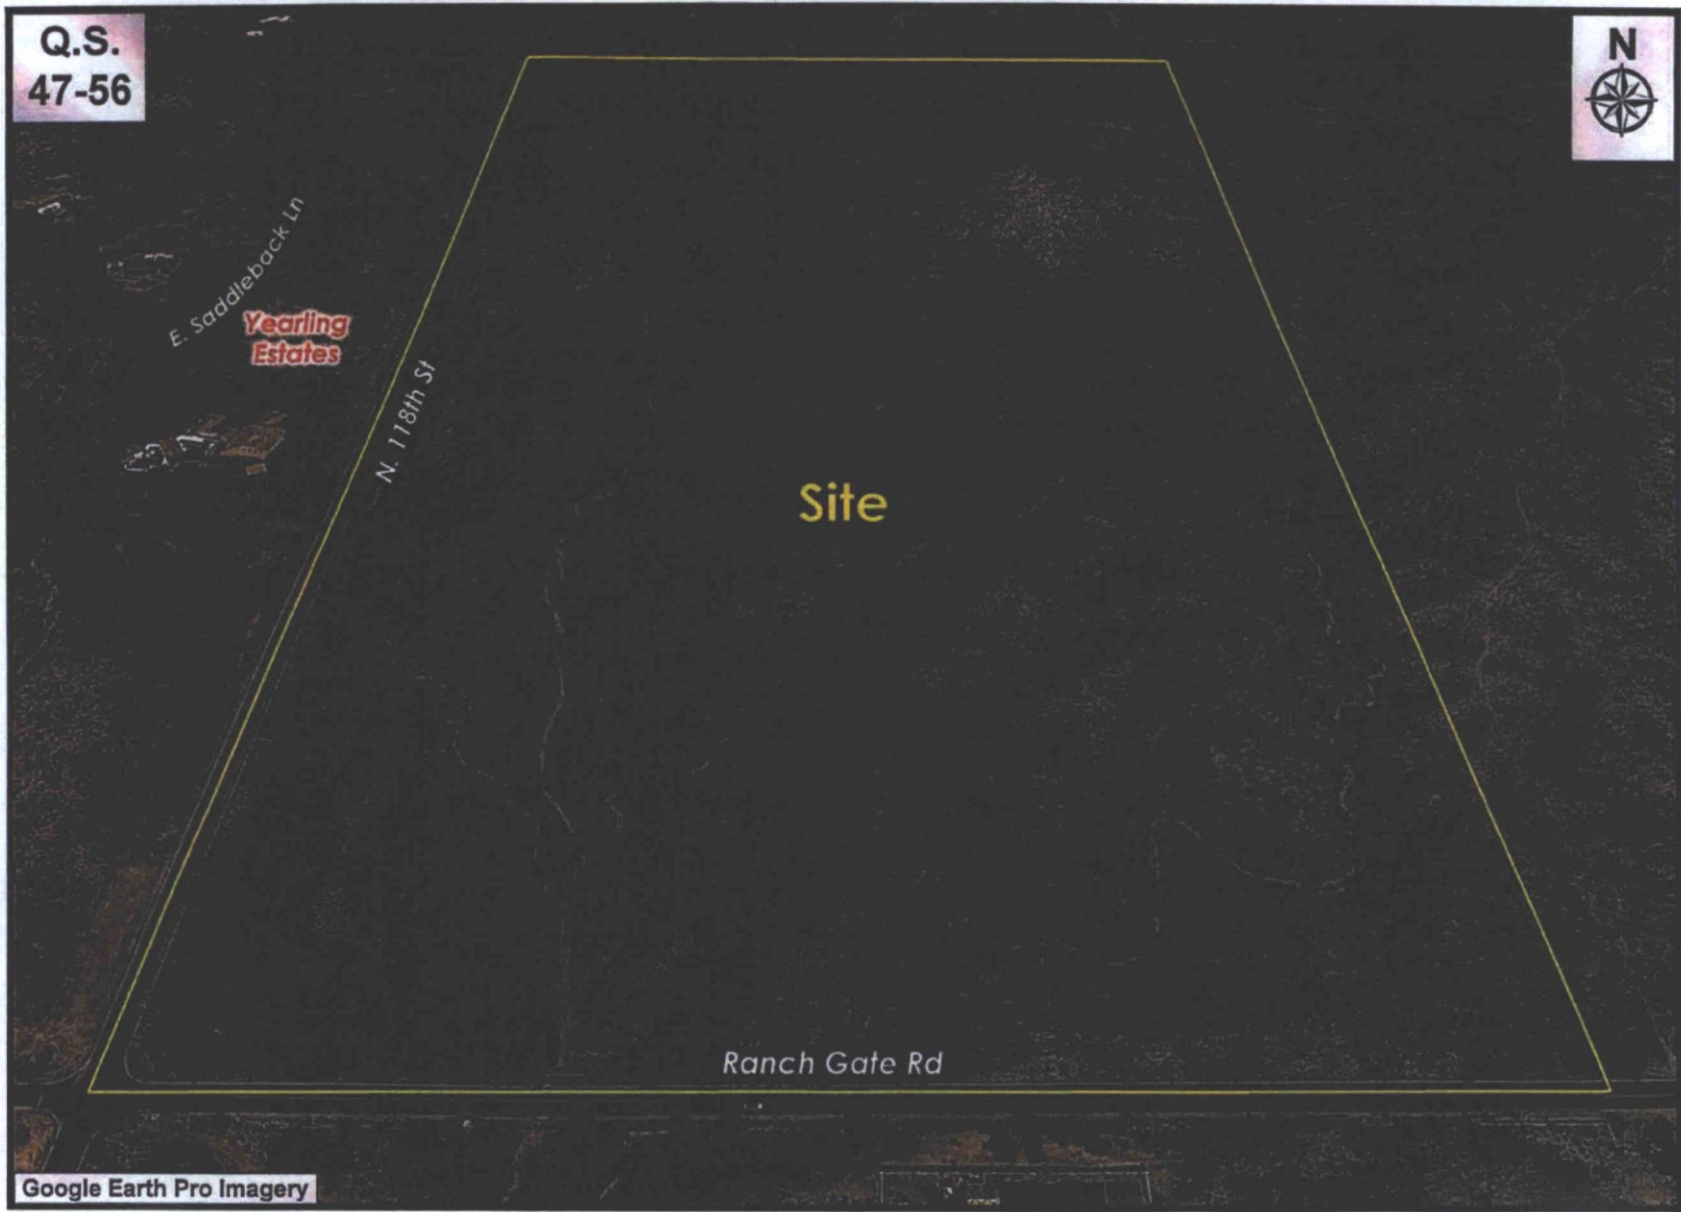 Q.S.
47-56
N
E. Saddleback Ln
Yearling
Estates
N. 118th St
Site
Ranch Gate Rd
Google Earth Pro Imagery